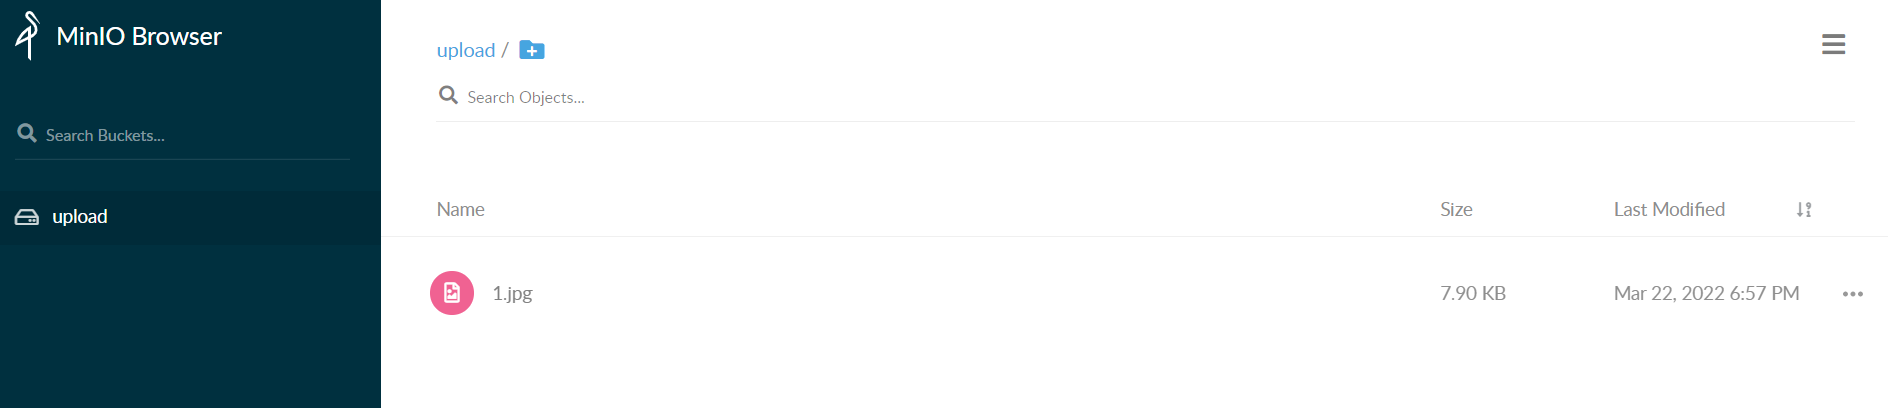 MinIO Browser
Search Buckets...
upload
upload /
Search Objects...
Name Size Last Modified
1.jpg 7.90 KB Mar 22, 2022 6:57 PM